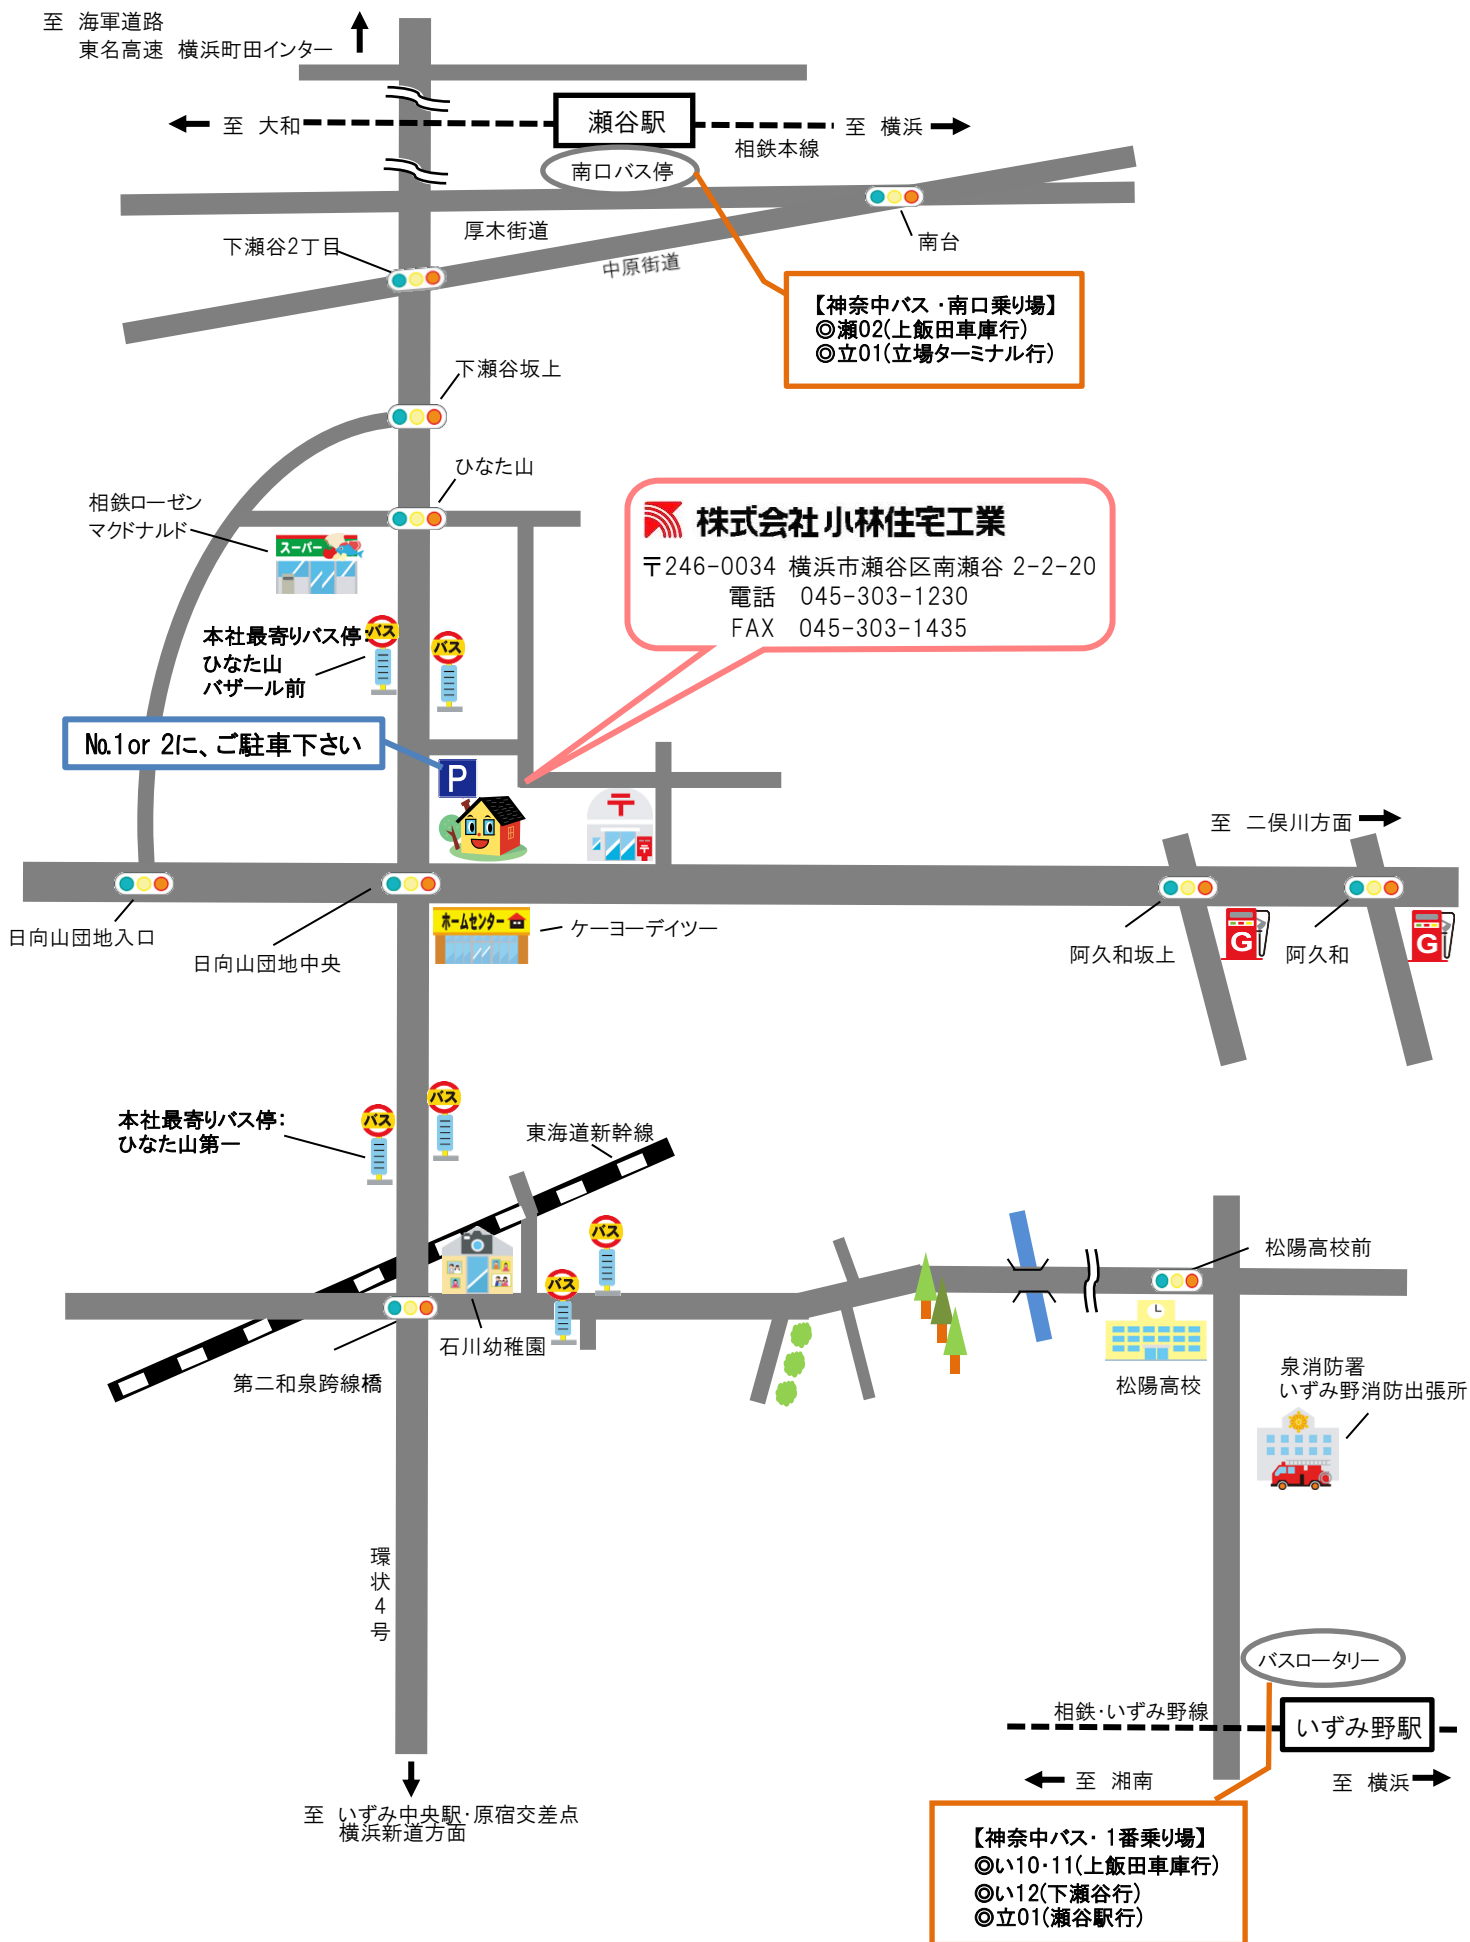 至 海軍道路
東名高速 横浜町田インター
至 大和
瀬谷駅
至 横浜
相鉄本線
南口バス停
厚木街道
南台
下瀬谷2丁目
中原街道
【神奈中バス・南口乗り場】
◎瀬02(上飯田車庫行)
◎立01(立場ターミナル行)
下瀬谷坂上
ひなた山
相鉄ローゼン
マクドナルド
スーパー
株式会社 小林住宅工業
〒246-0034 横浜市瀬谷区南瀬谷 2-2-20
電話 045-303-1230
FAX 045-303-1435
本社最寄りバス停:
ひなた山
バザール前
バス
バス
No.1or 2に、ご駐車下さい
P
〒
〒
至 二俣川方面
日向山団地入口
日向山団地中央
ホームセンター
ケーヨーデイツー
阿久和坂上
G
阿久和
G
本社最寄りバス停:
ひなた山第一
バス
バス
東海道新幹線
バス
バス
松陽高校前
石川幼稚園
第二和泉跨線橋
松陽高校
泉消防署
いずみ野消防出張所
環状4号
バスロータリー
相鉄・いずみ野線
いずみ野駅
至 湘南
至 横浜
至 いずみ中央駅・原宿交差点
横浜新道方面
【神奈中バス・1番乗り場】
◎い10・11(上飯田車庫行)
◎い12(下瀬谷行)
◎立01(瀬谷駅行)